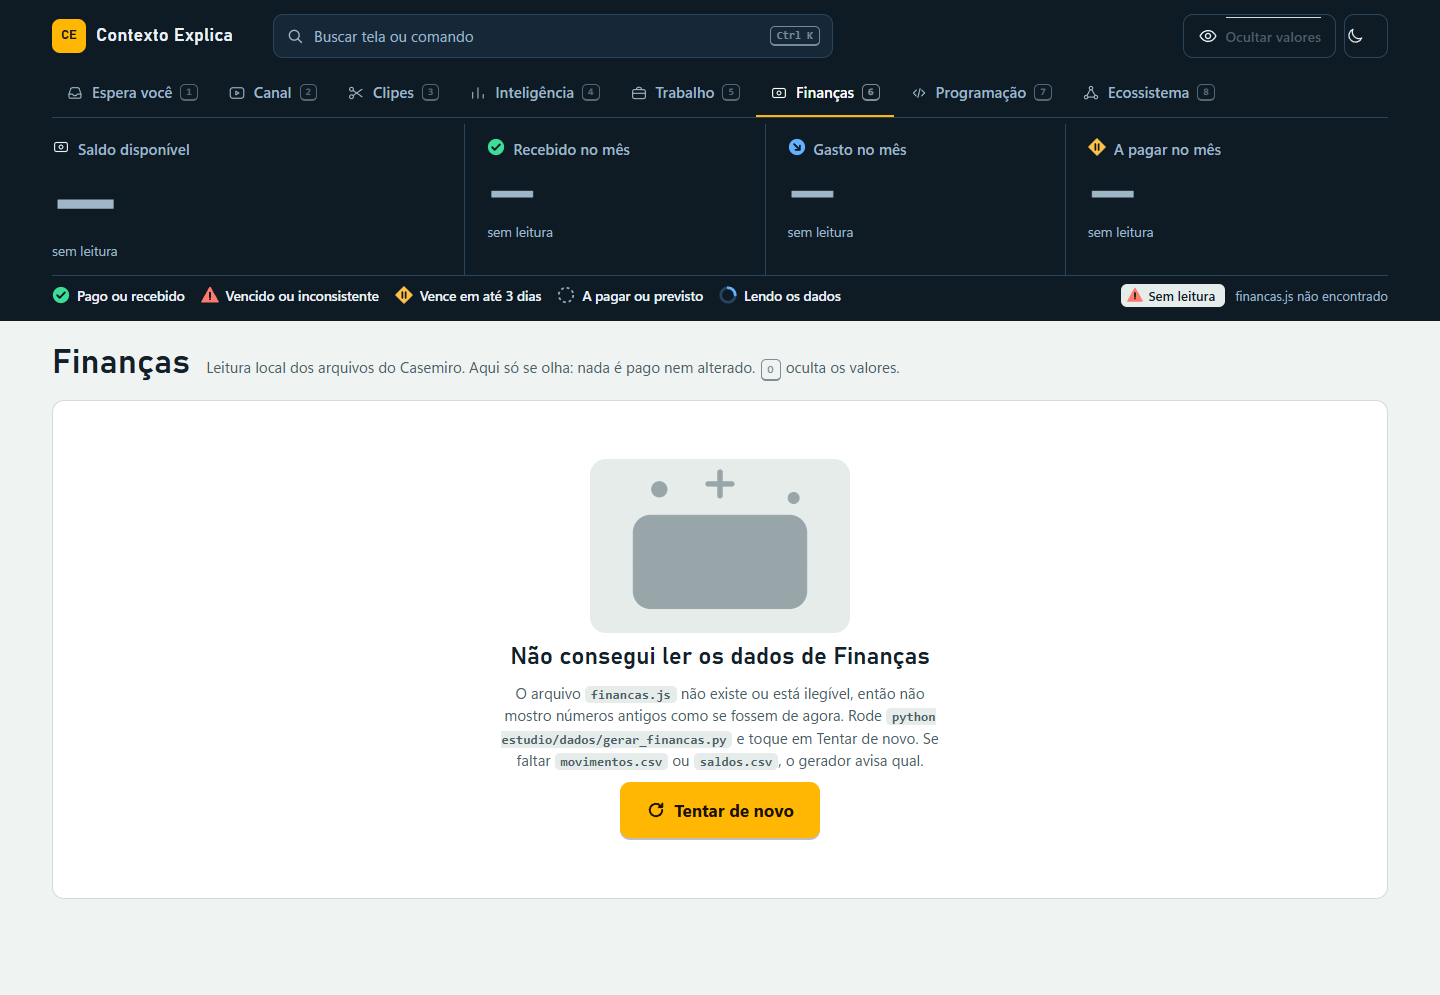 CE Contexto Explica
Buscar tela ou comando Ctrl K
Ocultar valores
Espera você 1 Canal 2 Clipes 3 Inteligência 4 Trabalho 5 Finanças 6 Programação 7 Ecossistema 8
Saldo disponível
sem leitura
Recebido no mês
sem leitura
Gasto no mês
sem leitura
A pagar no mês
sem leitura
Pago ou recebido Vencido ou inconsistente Vence em até 3 dias A pagar ou previsto Lendo os dados
Sem leitura financas.js não encontrado
Finanças
Leitura local dos arquivos do Casemiro. Aqui só se olha: nada é pago nem alterado. O oculta os valores.
Não consegui ler os dados de Finanças
O arquivo financas.js não existe ou está ilegível, então não
mostro números antigos como se fossem de agora. Rode python
estudio/dados/gerar_financas.py e toque em Tentar de novo. Se
faltar movimentos.csv ou saldos.csv, o gerador avisa qual.
Tentar de novo